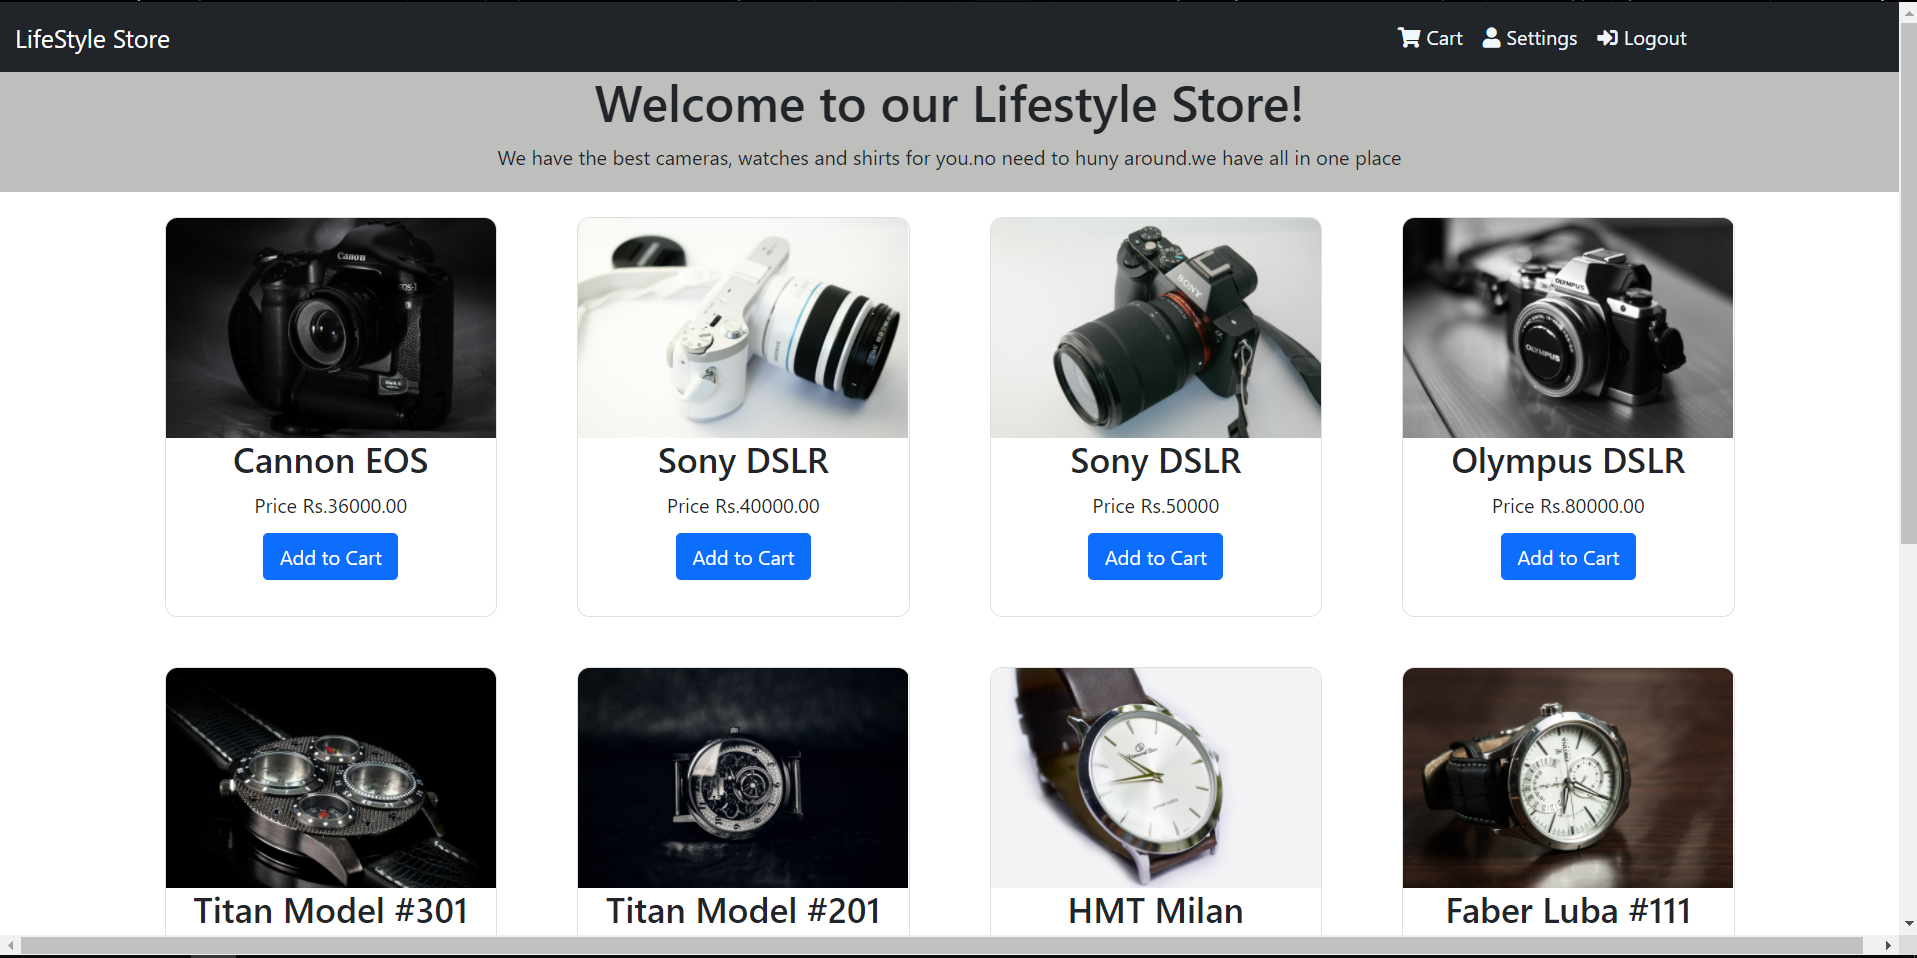 LifeStyle Store
Cart Settings Logout
Welcome to our Lifestyle Store!
We have the best cameras, watches and shirts for you.no need to huny around.we have all in one place
Canon
SONY
OLYMPUS
OLYMPUS
Cannon EOS
Sony DSLR
Sony DSLR
Olympus DSLR
Price Rs.36000.00
Price Rs.40000.00
Price Rs.50000
Price Rs.80000.00
Add to Cart
Add to Cart
Add to Cart
Add to Cart
Titan Model #301
Titan Model #201
HMT Milan
Faber Luba #111